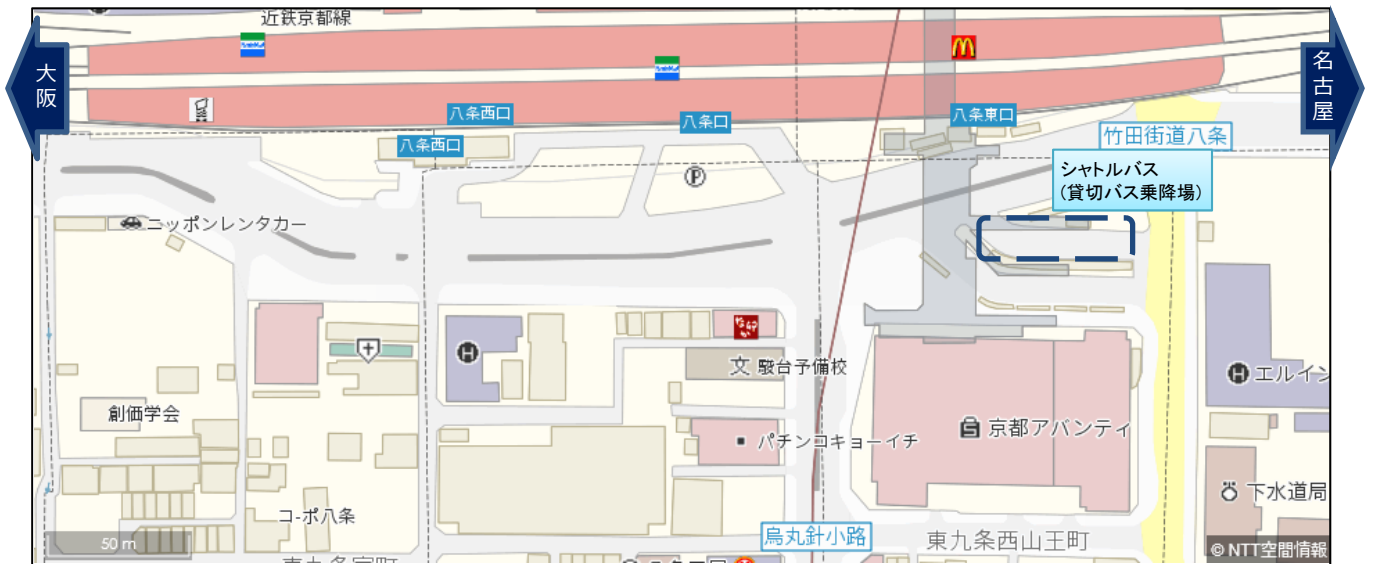 近鉄京都線
大阪
名古屋
八条西口
八条口
八条東口
竹田街道八条
八条西口
シャトルバス
(貸切バス乗降場)
P
ニッポンレンタカー
H
文 駿台予備校
H エルイン
創価学会
京都アバンティ
パチンコキョーイチ
下水道局
コーポ八条
烏丸針小路
東九条西山王町
50 m
© NTT空間情報